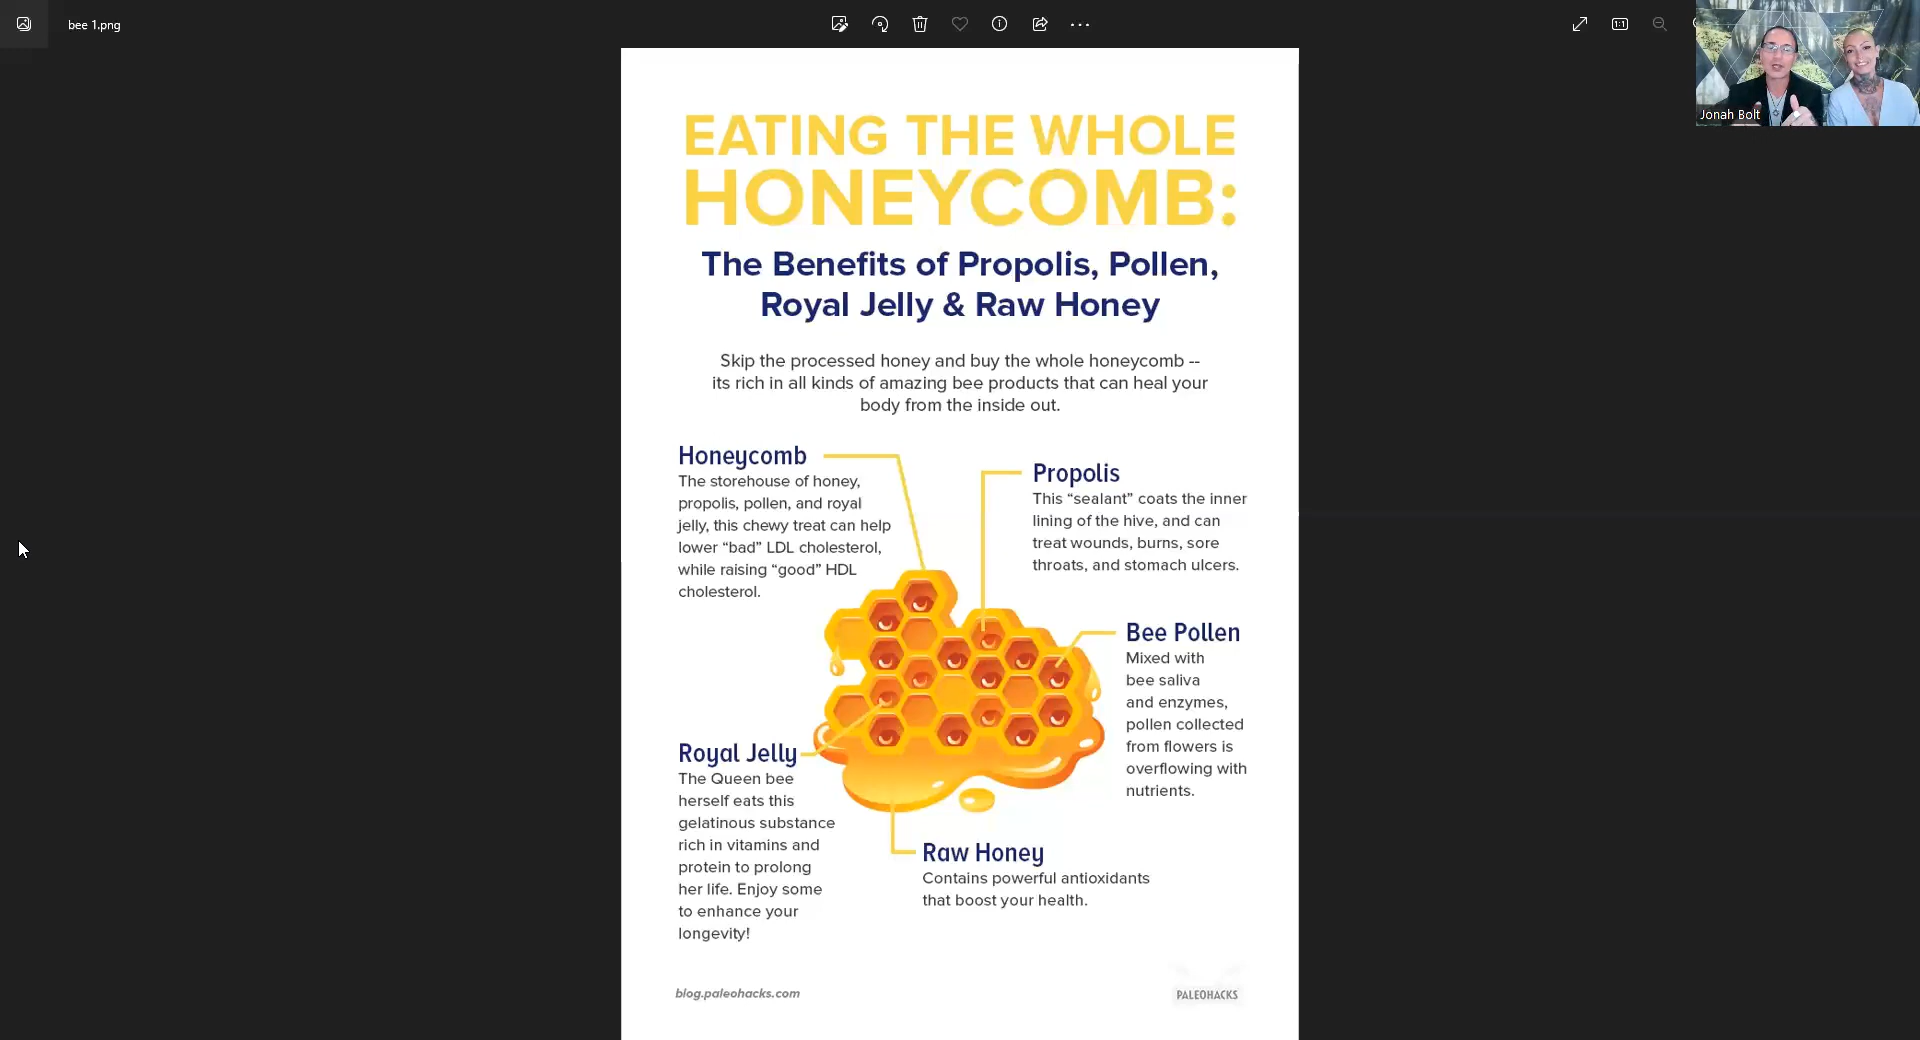 bee 1.png
Jonah Bolt
EATING THE WHOLE
HONEYCOMB:
The Benefits of Propolis, Pollen,
Royal Jelly & Raw Honey
Skip the processed honey and buy the whole honeycomb --
its rich in all kinds of amazing bee products that can heal your
body from the inside out.
Honeycomb
The storehouse of honey,
propolis, pollen, and royal
jelly, this chewy treat can help
lower “bad” LDL cholesterol,
while raising “good” HDL
cholesterol.
Propolis
This “sealant” coats the inner
lining of the hive, and can
treat wounds, burns, sore
throats, and stomach ulcers.
Bee Pollen
Mixed with
bee saliva
and enzymes,
pollen collected
from flowers is
overflowing with
nutrients.
Royal Jelly
The Queen bee
herself eats this
gelatinous substance
rich in vitamins and
protein to prolong
her life. Enjoy some
to enhance your
longevity!
Raw Honey
Contains powerful antioxidants
that boost your health.
blog.paleohacks.com
PALEOHACKS